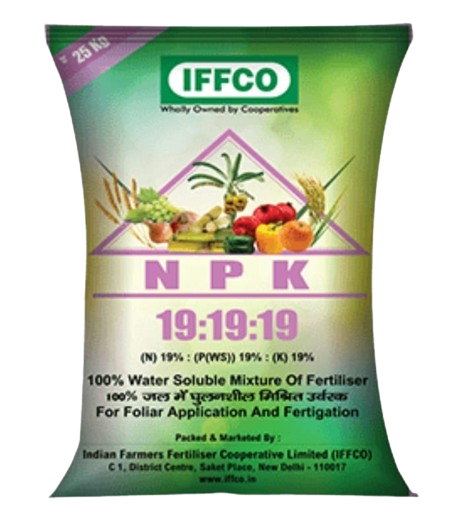 25 Kg
IFFCO
Wholly Owned by Cooperatives
N P K
19:19:19
(N) 19% : (P(WS)) 19% : (K) 19%
100% Water Soluble Mixture Of Fertiliser
100% जल में घुलनशील मिश्रित उर्वरक
For Foliar Application And Fertigation
Packed & Marketed By :
Indian Farmers Fertiliser Cooperative Limited (IFFCO)
C 1, District Centre, Saket Place, New Delhi - 110017
www.iffco.in